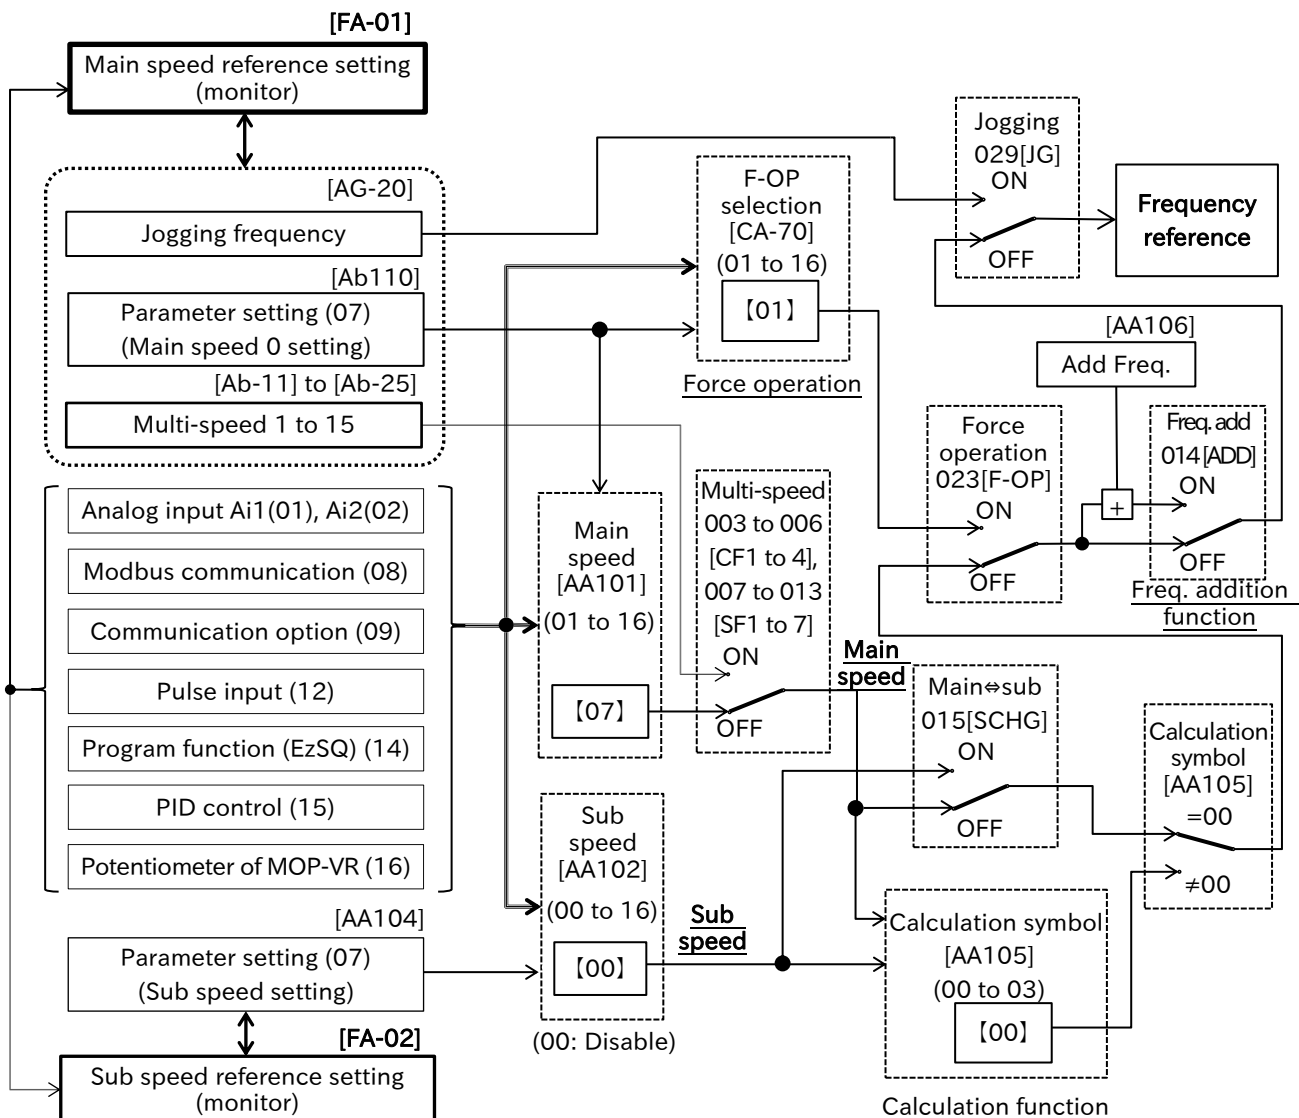 [FA-01]
Main speed reference setting
(monitor)
[AG-20]
Jogging frequency
[Ab110]
Parameter setting (07)
(Main speed 0 setting)
[Ab-11] to [Ab-25]
Multi-speed 1 to 15
Analog input Ai1(01), Ai2(02)
Modbus communication (08)
Communication option (09)
Pulse input (12)
Program function (EzSQ) (14)
PID control (15)
Potentiometer of MOP-VR (16)
[AA104]
Parameter setting (07)
(Sub speed setting)
[FA-02]
Sub speed reference setting
(monitor)
F-OP
selection
[CA-70]
(01 to 16)
【01】
Force operation
Main
speed
[AA101]
(01 to 16)
【07】
Sub
speed
[AA102]
(00 to 16)
【00】
(00: Disable)
Multi-speed
003 to 006
[CF1 to 4],
007 to 013
[SF1 to 7]
ON
OFF
Main
speed
Sub
speed
Jogging
029[JG]
ON
OFF
Frequency
reference
[AA106]
Add Freq.
Force
operation
023[F-OP]
ON
OFF
+
Freq. add
014[ADD]
ON
OFF
Freq. addition
function
Main⇔sub
015[SCHG]
ON
OFF
Calculation
symbol
[AA105]
=00
≠00
Calculation symbol
[AA105]
(00 to 03)
【00】
Calculation function